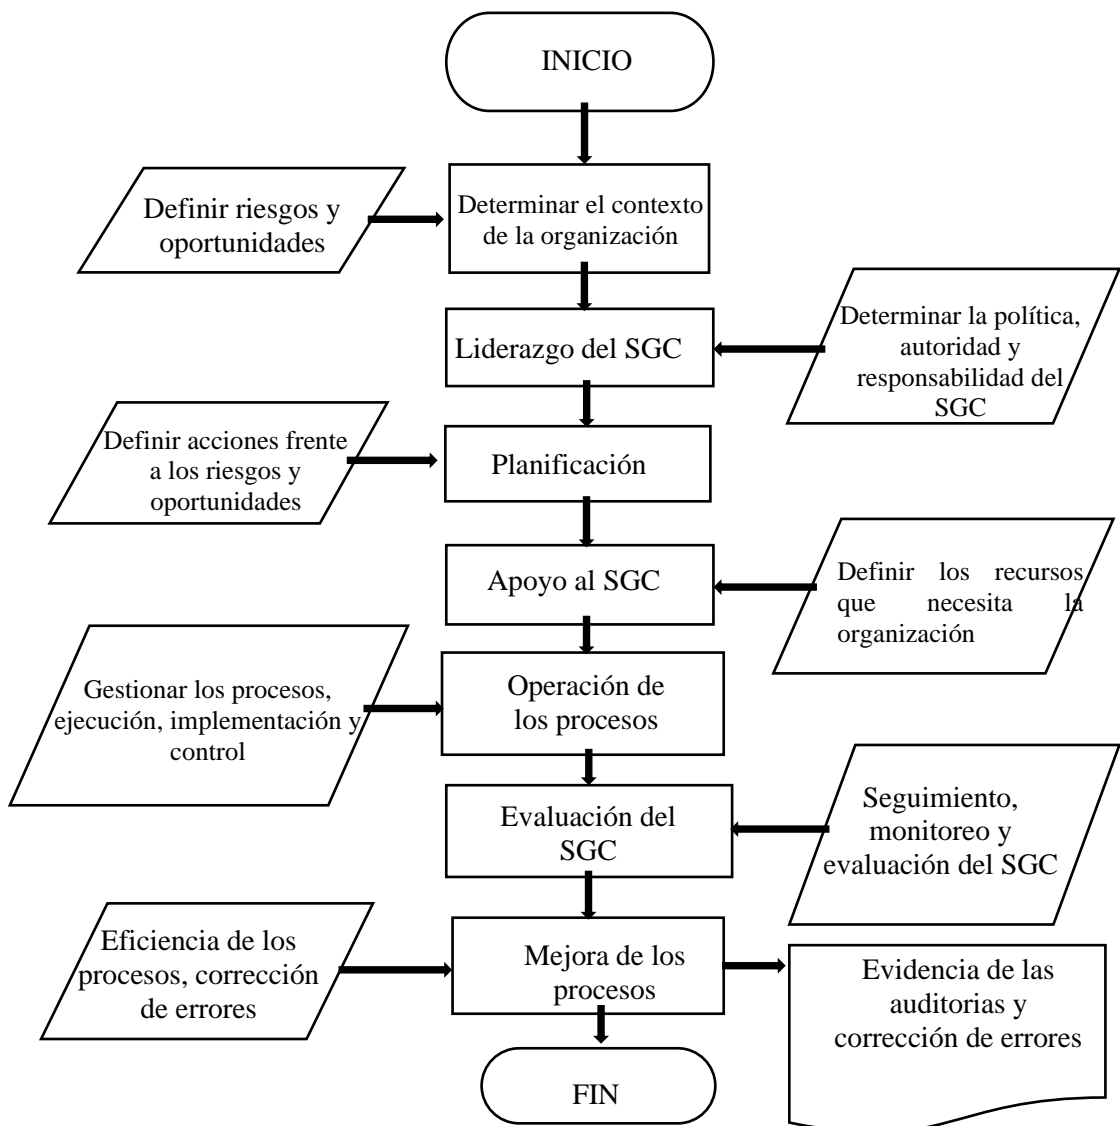 INICIO
Definir riesgos y
oportunidades
Determinar el contexto
de la organización
Liderazgo del SGC
Determinar la política,
autoridad y
responsabilidad del
SGC
Definir acciones frente
a los riesgos y
oportunidades
Planificación
Apoyo al SGC
Definir los recursos
que necesita la
organización
Gestionar los procesos,
ejecución, implementación y
control
Operación de
los procesos
Evaluación del
SGC
Seguimiento,
monitoreo y
evaluación del SGC
Eficiencia de los
procesos, corrección
de errores
Mejora de los
procesos
Evidencia de las
auditorias y
corrección de errores
FIN